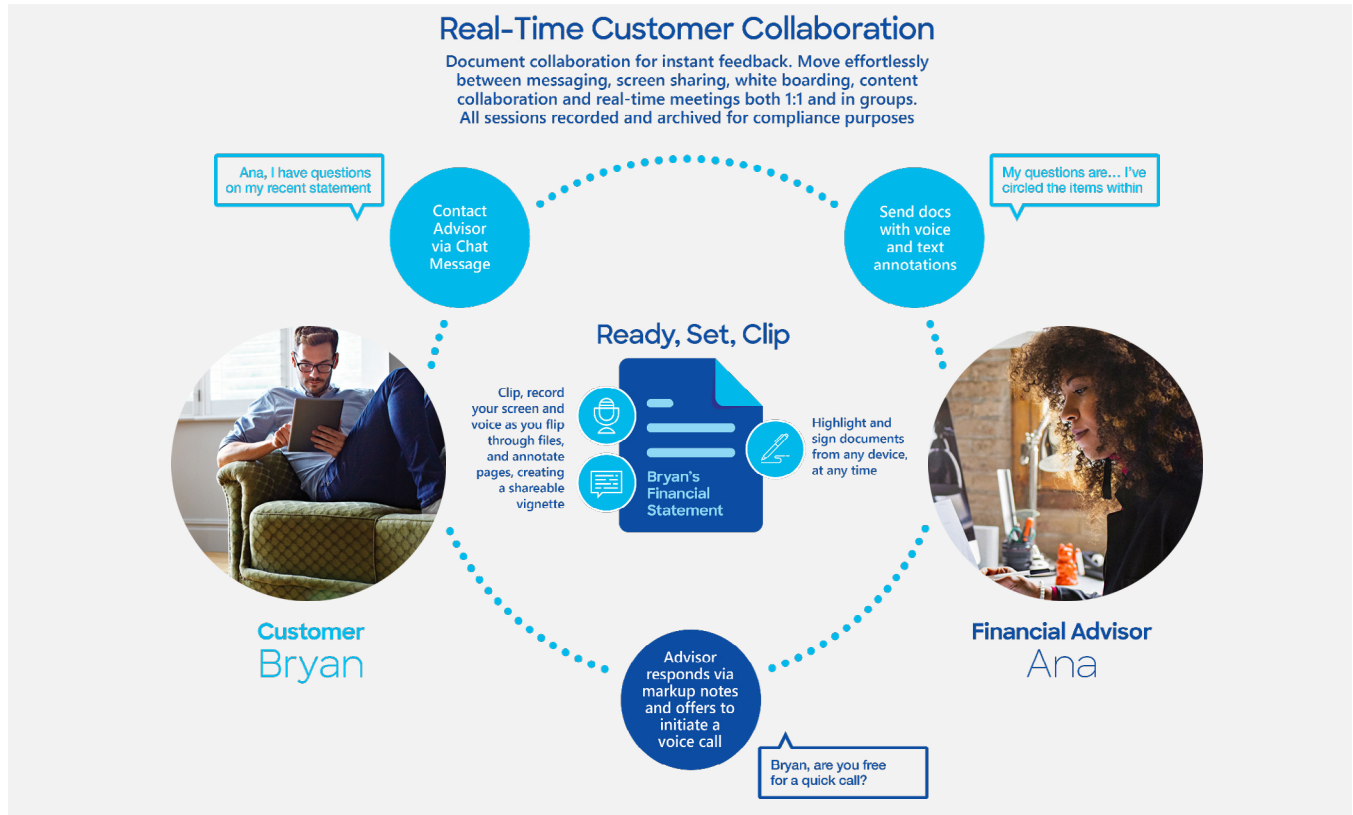 Real-Time Customer Collaboration
Document collaboration for instant feedback. Move effortlessly
between messaging, screen sharing, white boarding, content
collaboration and real-time meetings both 1:1 and in groups.
All sessions recorded and archived for compliance purposes
Ana, I have questions
on my recent statement
Contact
Advisor
via Chat
Message
Send docs
with voice
and text
annotations
My questions are... I've
circled the items within
Ready, Set, Clip
Clip, record
your screen and
voice as you flip
through files,
and annotate
pages, creating
a shareable
vignette
Bryan's
Financial
Statement
Highlight and
sign documents
from any device,
at any time
Customer
Bryan
Financial Advisor
Ana
Advisor
responds via
markup notes
and offers to
initiate a
voice call
Bryan, are you free
for a quick call?